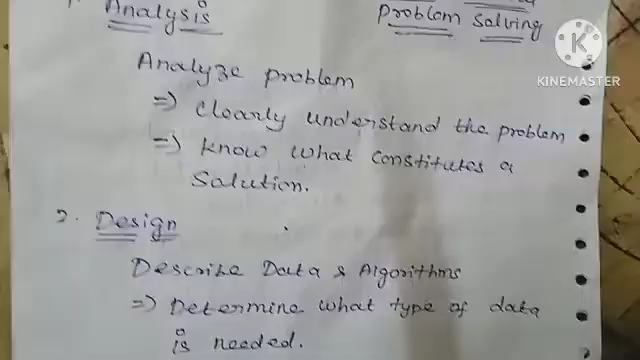 Analysis
Problem Solving
KINEMASTER
Analyze problem
=> clearly understand the problem
=> know what constitutes a
solution.
2. Design
Describe Data & Algorithms
=> Determine what type of data
is needed.